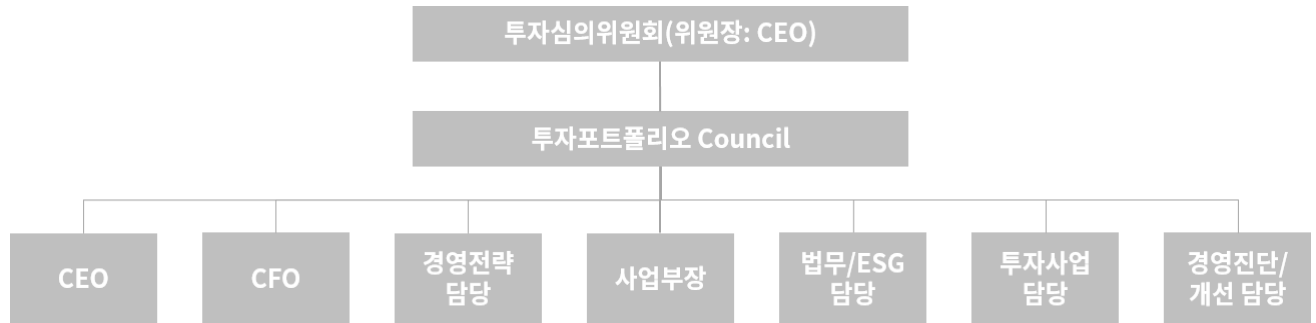 투자심의위원회(위원장: CEO)
투자포트폴리오 Council
CEO
CFO
경영전략
담당
사업부장
법무/ESG
담당
투자사업
담당
경영진단/
개선 담당